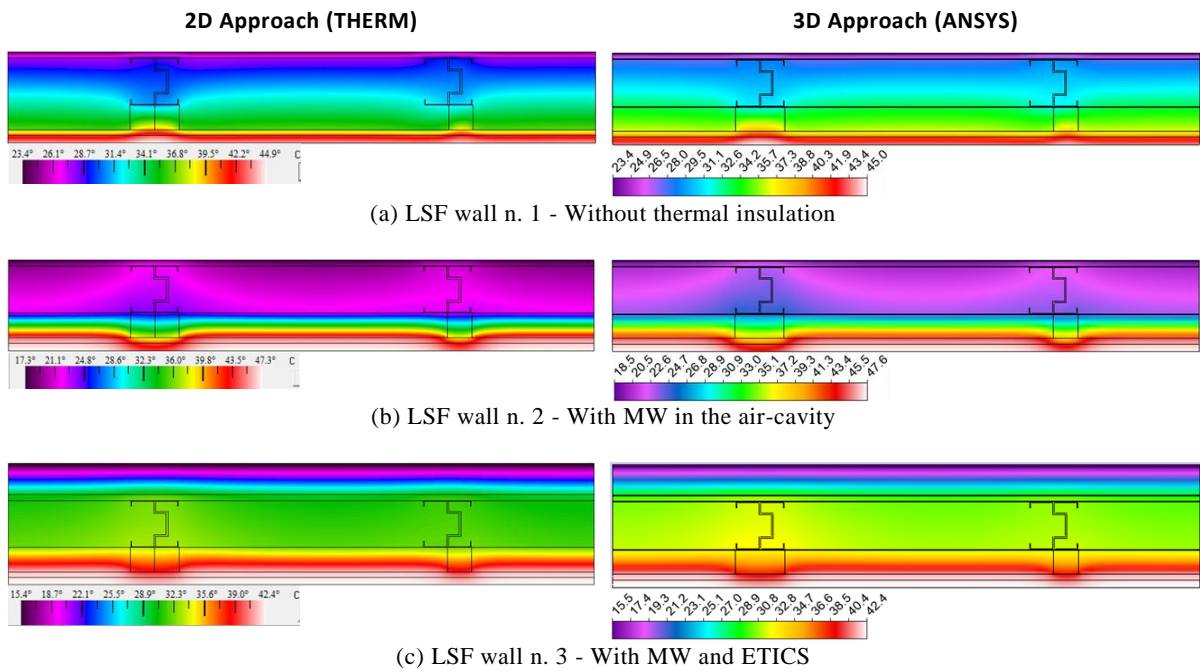 2D Approach (THERM)
3D Approach (ANSYS)
23.4° 26.1° 28.7° 31.4° 34.1° 36.8° 39.5° 42.2° 44.9° C
23.4 24.9 26.5 28.0 29.5 31.1 32.6 34.2 35.7 37.3 38.8 40.3 41.9 43.4 45.0
(a) LSF wall n. 1 - Without thermal insulation
17.3° 21.1° 24.8° 28.6° 32.3° 36.0° 39.8° 43.5° 47.3° C
18.5 20.5 22.6 24.7 26.8 28.9 30.9 33.0 35.1 37.2 39.3 41.3 43.4 45.5 47.6
(b) LSF wall n. 2 - With MW in the air-cavity
15.4° 18.7° 22.1° 25.5° 28.9° 32.3° 35.6° 39.0° 42.4°
15.5 17.4 19.3 21.2 23.1 25.1 27.0 28.9 30.8 32.8 34.7 36.6 38.5 40.4 42.4
(c) LSF wall n. 3 - With MW and ETICS